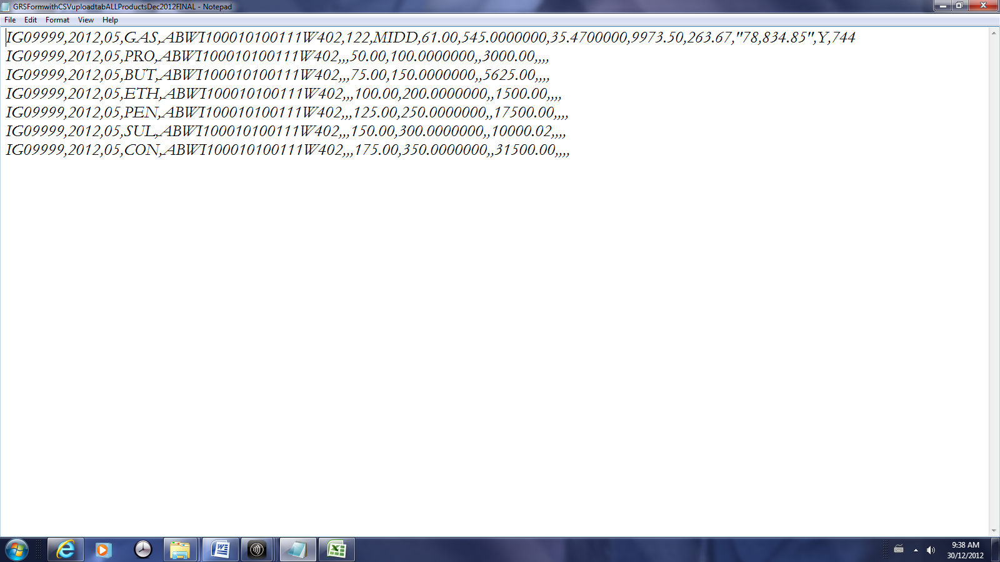 GRSFormwithCSVuploadtabALLProductsDec2012FINAL - Notepad
File Edit Format View Help
IG09999,2012,05,GAS,ABWI100010100111W402,122,MIDD,61.00,545.0000000,35.4700000,9973.50,263.67,"78,834.85",Y,744
IG09999,2012,05,PRO,ABWI100010100111W402,,,50.00,100.0000000,,3000.00,,,,
IG09999,2012,05,BUT,ABWI100010100111W402,,,75.00,150.0000000,,5625.00,,,,
IG09999,2012,05,ETH,ABWI100010100111W402,,,100.00,200.0000000,,1500.00,,,,
IG09999,2012,05,PEN,ABWI100010100111W402,,,125.00,250.0000000,,17500.00,,,,
IG09999,2012,05,SUL,ABWI100010100111W402,,,150.00,300.0000000,,10000.02,,,,
IG09999,2012,05,CON,ABWI100010100111W402,,,175.00,350.0000000,,31500.00,,,,
9:38 AM
30/12/2012